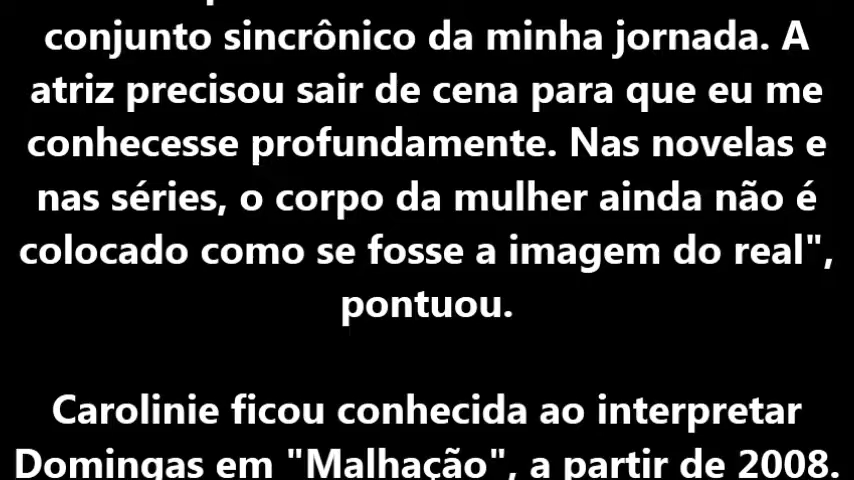 conjunto sincrônico da minha jornada. A
atriz precisou sair de cena para que eu me
conhecesse profundamente. Nas novelas e
nas séries, o corpo da mulher ainda não é
colocado como se fosse a imagem do real",
pontuou.
Carolinie ficou conhecida ao interpretar
Domingas em "Malhação", a partir de 2008.